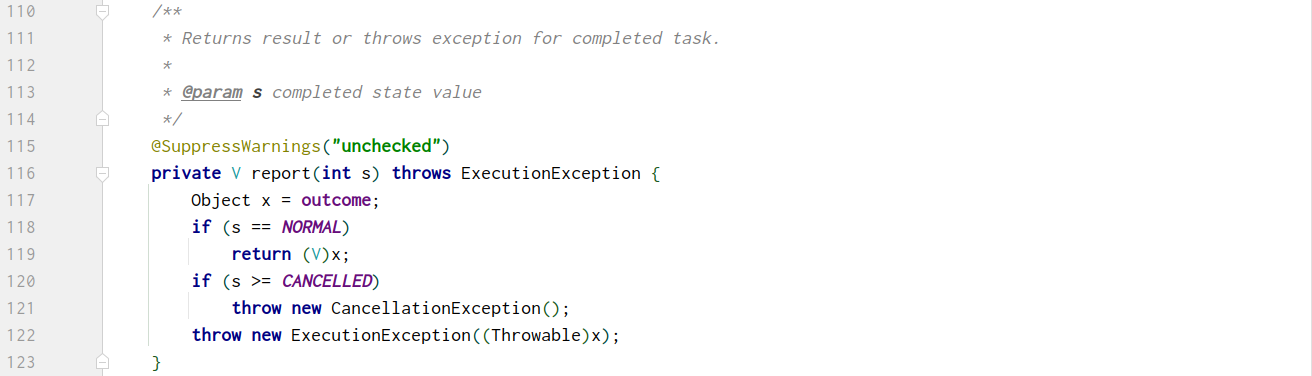 110 /**
111 * Returns result or throws exception for completed task.
112 *
113 * @param s completed state value
114 */
115 @SuppressWarnings("unchecked")
116 private V report(int s) throws ExecutionException {
117 Object x = outcome;
118 if (s == NORMAL)
119 return (V)x;
120 if (s >= CANCELLED)
121 throw new CancellationException();
122 throw new ExecutionException((Throwable)x);
123 }